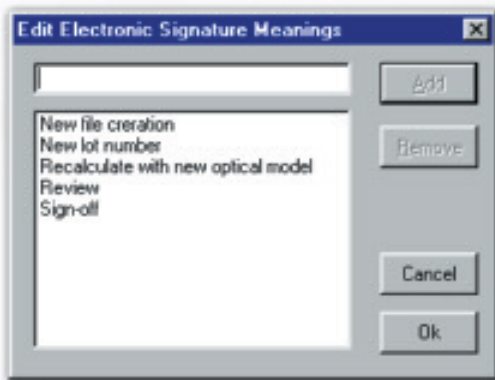 Edit Electronic Signature Meanings
Add
New file creration
New lot number
Recalculate with new optical model
Review
Sign-off
Remove
Cancel
Ok